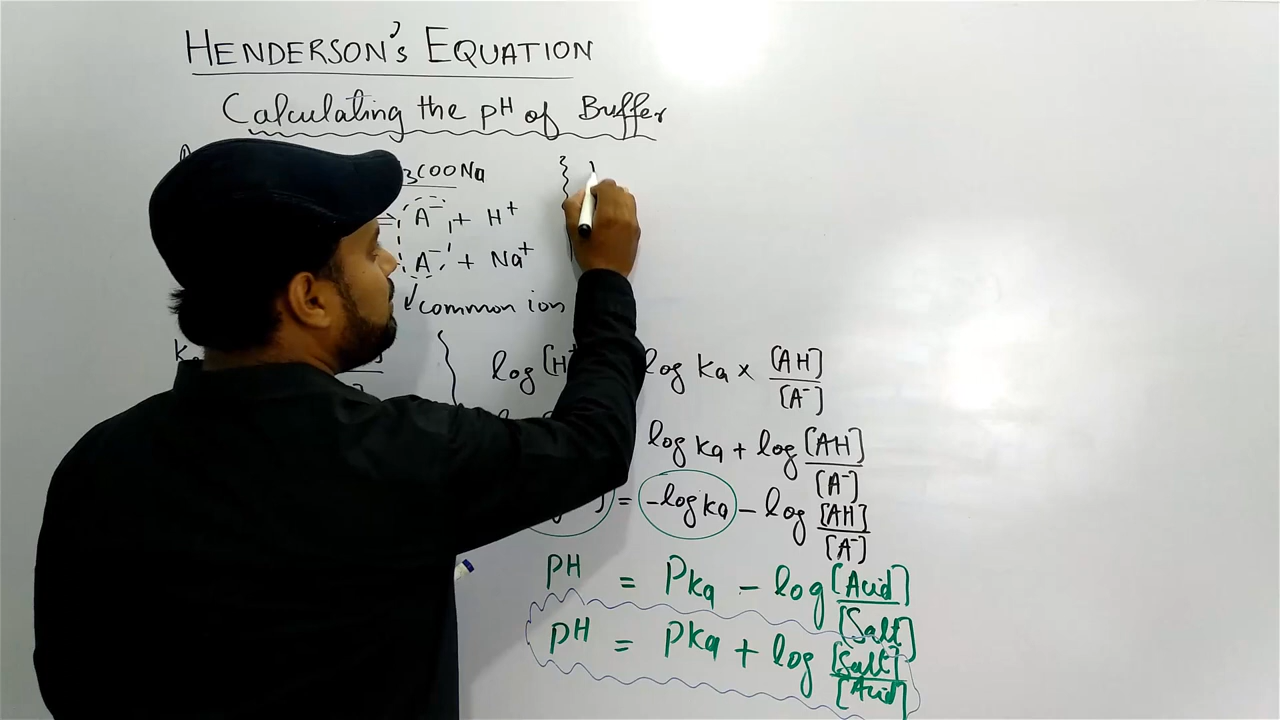 HENDERSON's EQUATION
Calculating the pH of Buffer
3COONa
A⁻ + H⁺
A⁻ + Na⁺
common ion
Ka
log [H⁺ log Ka × [AH]/[A⁻]
log Ka + log [AH]/[A⁻]
= -log Ka - log [AH]/[A⁻]
PH = Pka - log [Acid]/[Salt]
PH = Pka + log [Salt]/[Acid]